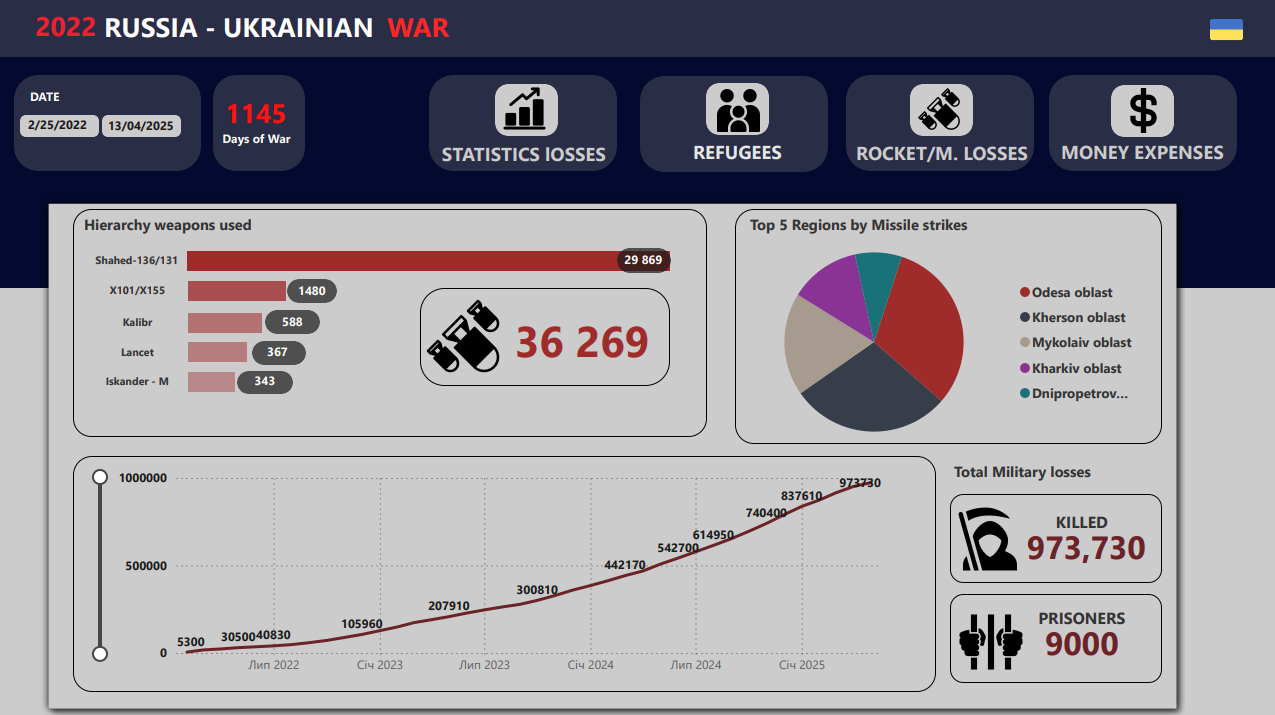 2022 RUSSIA - UKRAINIAN WAR
DATE
2/25/2022 13/04/2025
1145
Days of War
STATISTICS lOSSES
REFUGEES
ROCKET/M. LOSSES
MONEY EXPENSES
Hierarchy weapons used
Shahed-136/131 29 869
X101/X155 1480
Kalibr 588
Lancet 367
Iskander - M 343
36 269
Top 5 Regions by Missile strikes
Odesa oblast
Kherson oblast
Mykolaiv oblast
Kharkiv oblast
Dnipropetrov...
1000000
500000
0
5300
30500
40830
105960
207910
300810
442170
542700
614950
740400
837610
973730
Лип 2022
Січ 2023
Лип 2023
Січ 2024
Лип 2024
Січ 2025
Total Military losses
KILLED
973,730
PRISONERS
9000